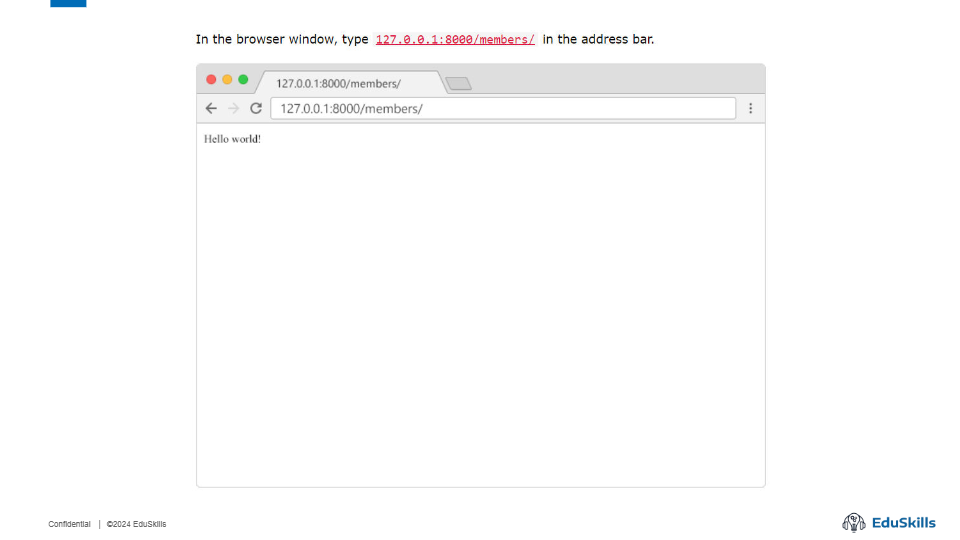 In the browser window, type 127.0.0.1:8000/members/ in the address bar.
127.0.0.1:8000/members/
127.0.0.1:8000/members/
Hello world!
Confidential | ©2024 EduSkills
EduSkills